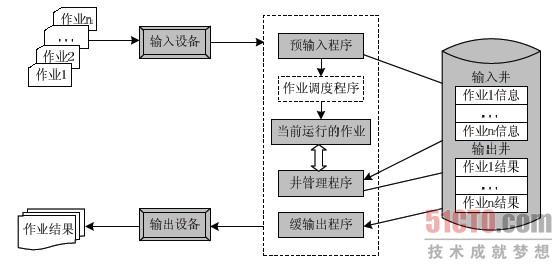 作业n
…
作业2
作业1
输入设备
预输入程序
作业调度程序
当前运行的作业
井管理程序
缓输出程序
输入井
作业1信息
…
作业n信息
输出井
作业1结果
…
作业n结果
输出设备
作业结果
51CTO.com
技术成就梦想